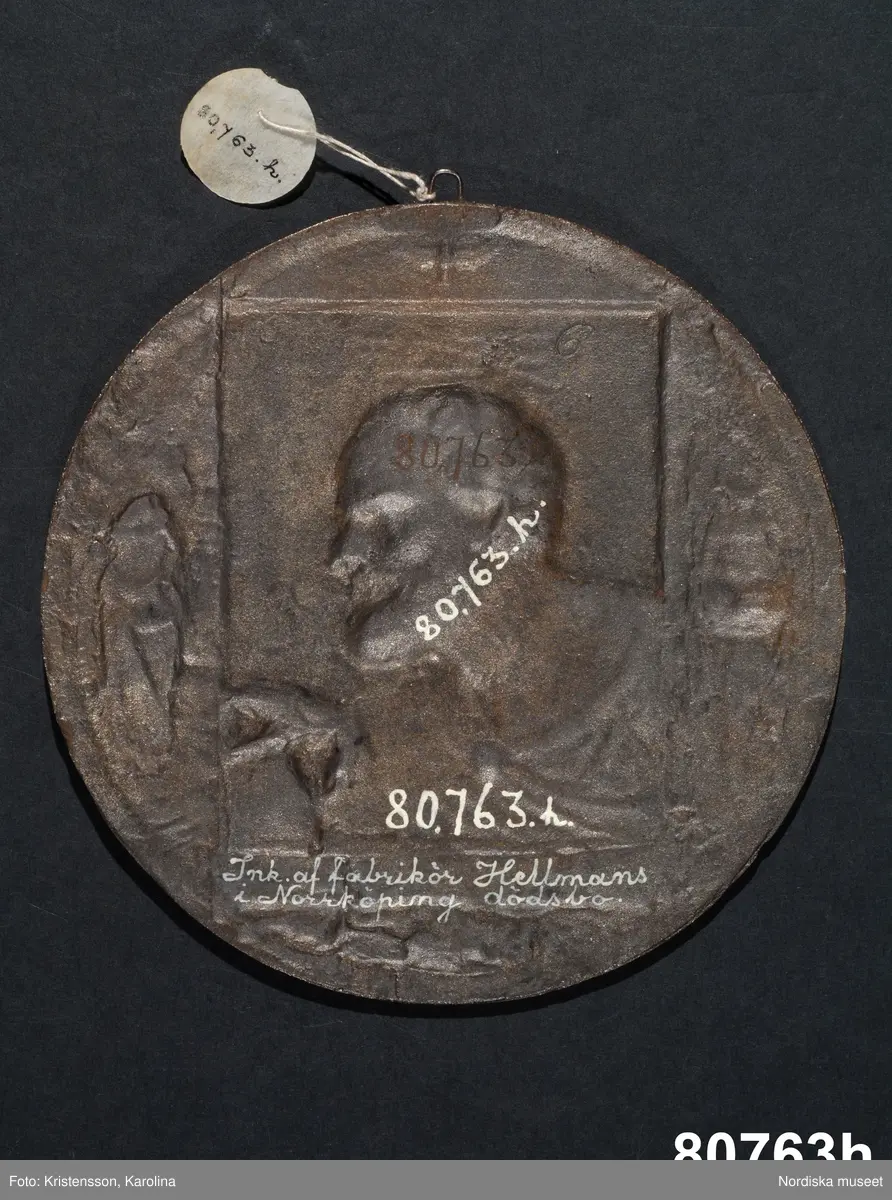 80,763.h.
80,763
80,763.h.
80,763.h.
Ink. af fabrikör Hellmans
i Norrköping dödsbo.
80763h
Foto: Kristensson, Karolina
Nordiska museet